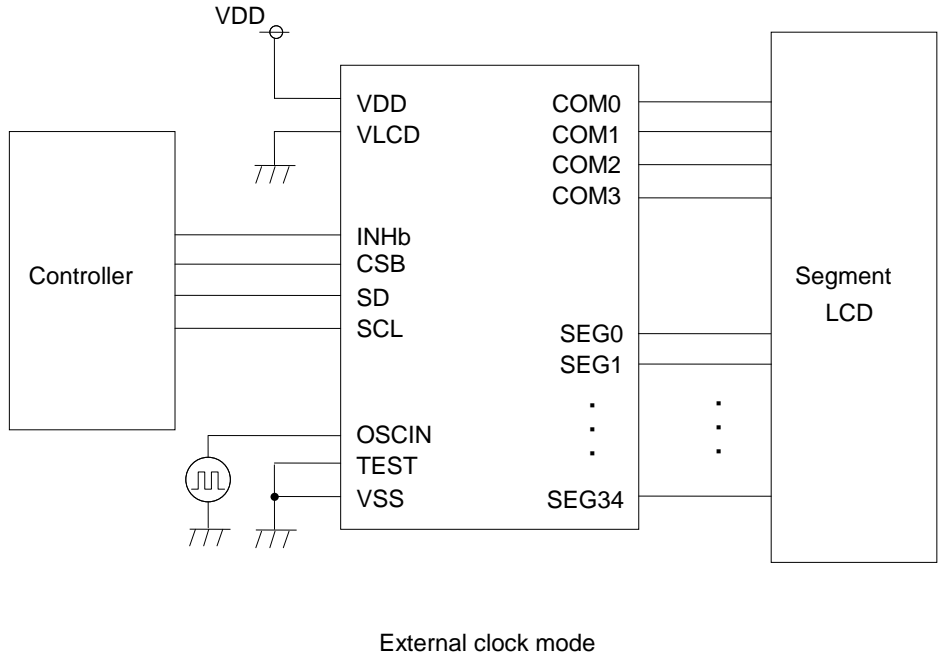 VDD
VDD
VLCD
INHb
CSB
SD
SCL
OSCIN
TEST
VSS
COM0
COM1
COM2
COM3
SEG0
SEG1
SEG34
Controller
Segment
LCD
External clock mode